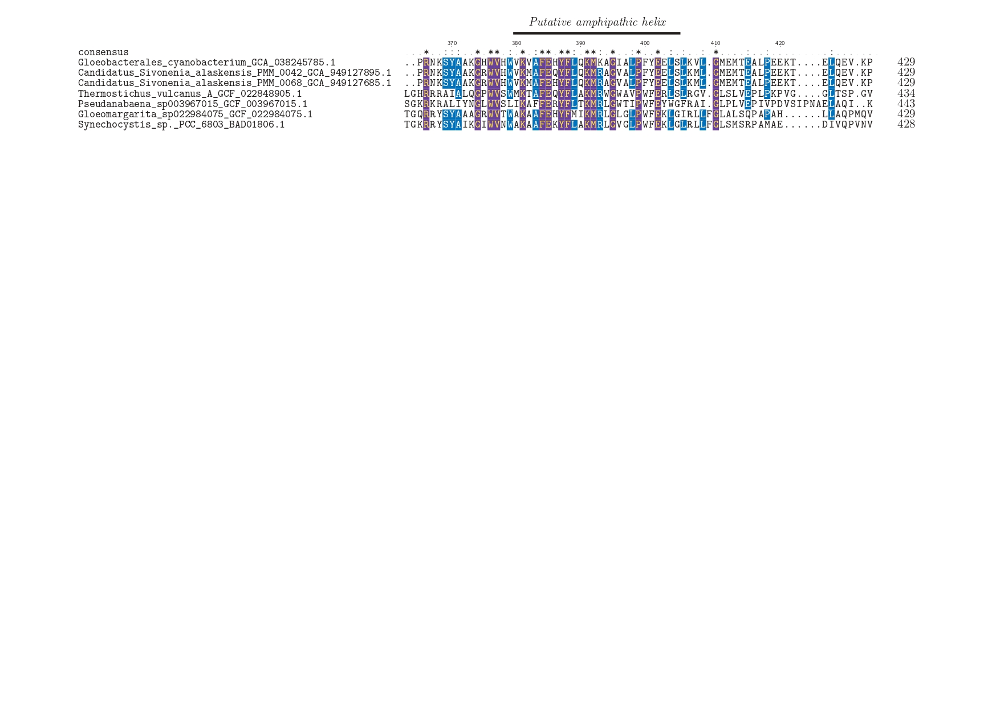 Putative amphipathic helix
370 380 390 400 410 420
consensus * * ** * ** ** ** * * * *
Gloeobacterales_cyanobacterium_GCA_038245785.1 ..PRNKSYAAKGHWVHWVKVAFEHYFLQKMKAGIALPFYEELSLKVL.GMEMTEALPEEKT....ELQEV.KP 429
Candidatus_Sivonenia_alaskensis_PMM_0042_GCA_949127895.1 ..PRNKSYAAKGRWVHWVKMAFEQYFLQKMRAGVALPFYEELSLKML.GMEMTEALPEEKT....ELQEV.KP 429
Candidatus_Sivonenia_alaskensis_PMM_0068_GCA_949127685.1 ..PRNKSYAAKGRWVHWVKMAFEHYFLQKMRAGVALPFYEELSLKML.GMEMTEALPEEKT....ELQEV.KP 429
Thermostichus_vulcanus_A_GCF_022848905.1 LGHRRRAIALQGPWVSWMKTAFEQYFLAKMRWGWAVPWFERLSLRGV.GLSLVEPLPKPVG....GLTSP.GV 434
Pseudanabaena_sp003967015_GCF_003967015.1 SGKRKRALIYNGLWVSLIKAFFERYFLTKMRLGWTIPWFEYWGFRAI.GLPLVEPIVPDVSIPNAELAQI..K 443
Gloeomargarita_sp022984075_GCF_022984075.1 TGQRRYSYAAAGRWVTWAKAAFEHYFMIKMRLGLGLPWFEKLGIRLLFGLALSQPAPAH......LLAQPMQV 429
Synechocystis_sp._PCC_6803_BAD01806.1 TGKRRYSYAIKGIWVNWAKAAFEKYFLAKMRLGVGLPWFEKLGLRLLFGLSMSRPAMAE......DIVQPVNV 428